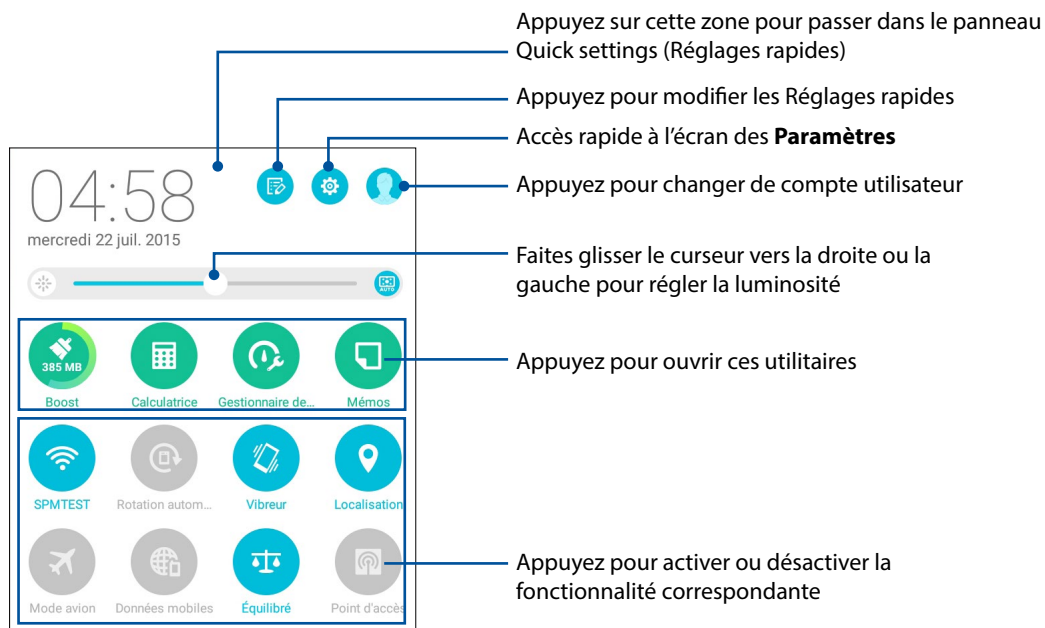 Appuyez sur cette zone pour passer dans le panneau
Quick settings (Réglages rapides)
Appuyez pour modifier les Réglages rapides
Accès rapide à l'écran des Paramètres
Appuyez pour changer de compte utilisateur
04:58
mercredi 22 juil. 2015
Faites glisser le curseur vers la droite ou la
gauche pour régler la luminosité
AUTO
385 MB
Appuyez pour ouvrir ces utilitaires
Boost Calculatrice Gestionnaire de... Mémos
SPMTEST Rotation autom... Vibreur Localisation
Appuyez pour activer ou désactiver la
fonctionnalité correspondante
Mode avion Données mobiles Équilibré Point d'accès